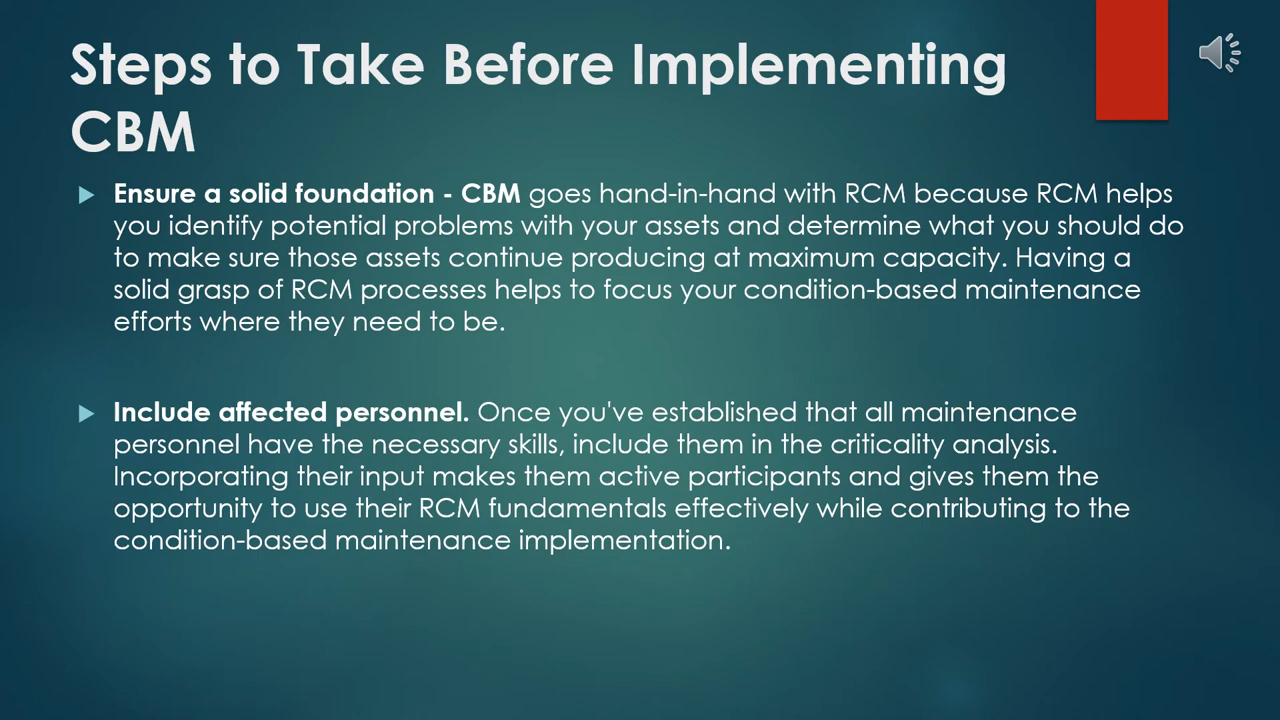 Steps to Take Before Implementing
CBM
Ensure a solid foundation - CBM goes hand-in-hand with RCM because RCM helps
you identify potential problems with your assets and determine what you should do
to make sure those assets continue producing at maximum capacity. Having a
solid grasp of RCM processes helps to focus your condition-based maintenance
efforts where they need to be.
Include affected personnel. Once you've established that all maintenance
personnel have the necessary skills, include them in the criticality analysis.
Incorporating their input makes them active participants and gives them the
opportunity to use their RCM fundamentals effectively while contributing to the
condition-based maintenance implementation.